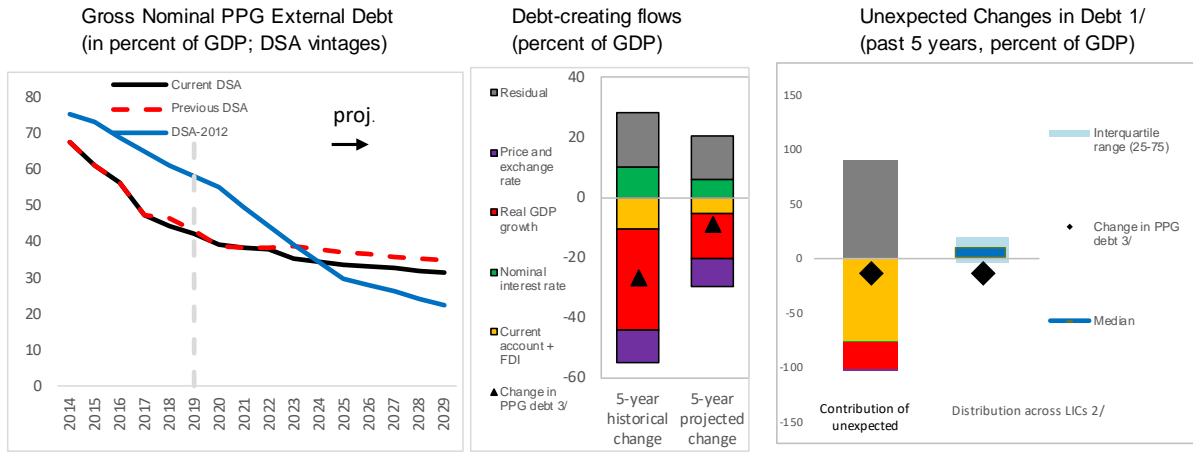 Gross Nominal PPG External Debt
(in percent of GDP; DSA vintages)
Current DSA
Previous DSA
DSA-2012
proj.
80
70
60
50
40
30
20
10
0
2014
2015
2016
2017
2018
2019
2020
2021
2022
2023
2024
2025
2026
2027
2028
2029
Debt-creating flows
(percent of GDP)
Residual
Price and
exchange
rate
Real GDP
growth
Nominal
interest rate
Current
account +
FDI
Change in
PPG debt 3/
40
20
0
-20
-40
-60
5-year
historical
change
5-year
projected
change
Unexpected Changes in Debt 1/
(past 5 years, percent of GDP)
150
100
50
0
-50
-100
-150
Interquartile
range (25-75)
Change in PPG
debt 3/
Median
Contribution of
unexpected
Distribution across LICs 2/